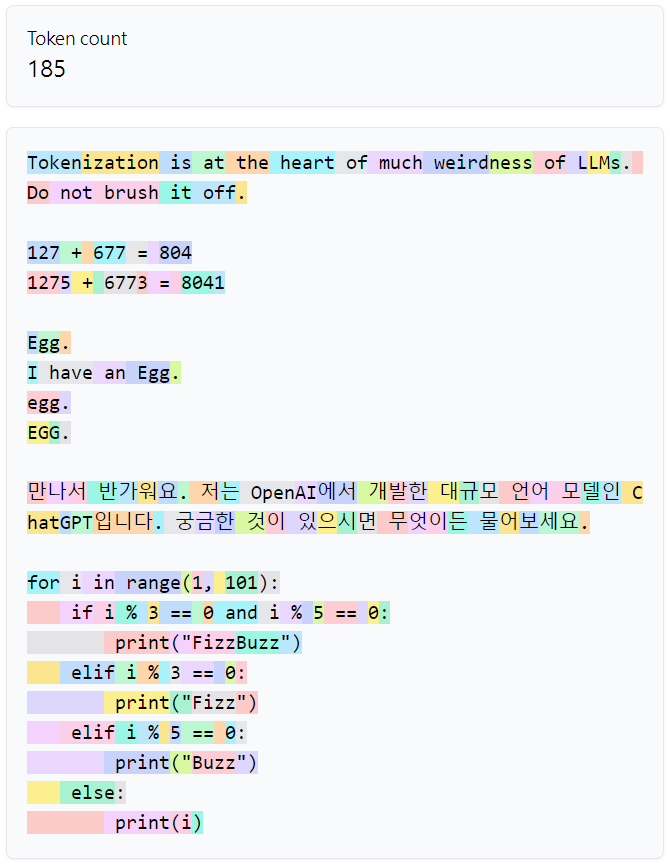 Token count
185
Tokenization is at the heart of much weirdness of LLMs.
Do not brush it off.
127 + 677 = 804
1275 + 6773 = 8041
Egg.
I have an Egg.
egg.
EGG.
만나서 반가워요. 저는 OpenAI에서 개발한 대규모 언어 모델인 C
hatGPT입니다. 궁금한 것이 있으시면 무엇이든 물어보세요.
for i in range(1, 101):
    if i % 3 == 0 and i % 5 == 0:
        print("FizzBuzz")
    elif i % 3 == 0:
        print("Fizz")
    elif i % 5 == 0:
        print("Buzz")
    else:
        print(i)